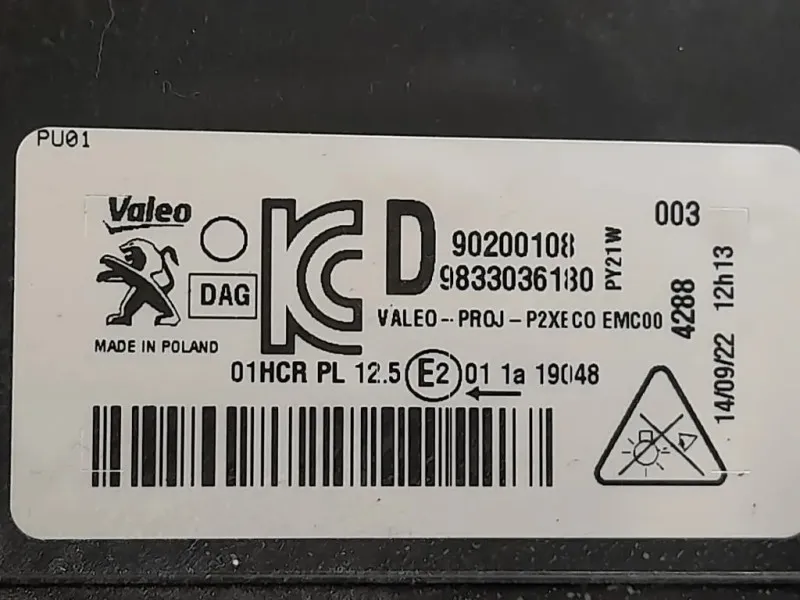 PU01
Valeo
DAG
MADE IN POLAND
KC
D
90200108
9833036180
PY21W
003
VALEO-PROJ-P2XECO EMC00
4288
14/09/22 12h13
01HCR PL 12.5 E2 01 1a 19048